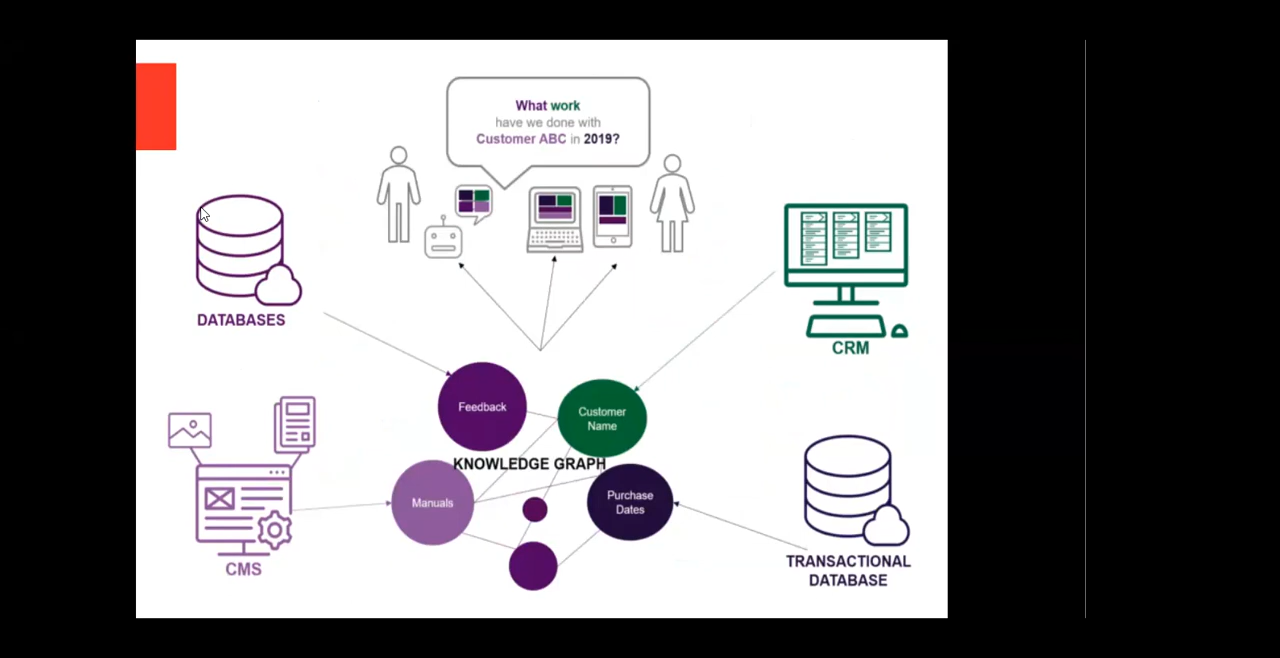 What work
have we done with
Customer ABC in 2019?
DATABASES
CRM
Feedback
Customer
Name
KNOWLEDGE GRAPH
Manuals
Purchase
Dates
CMS
TRANSACTIONAL
DATABASE